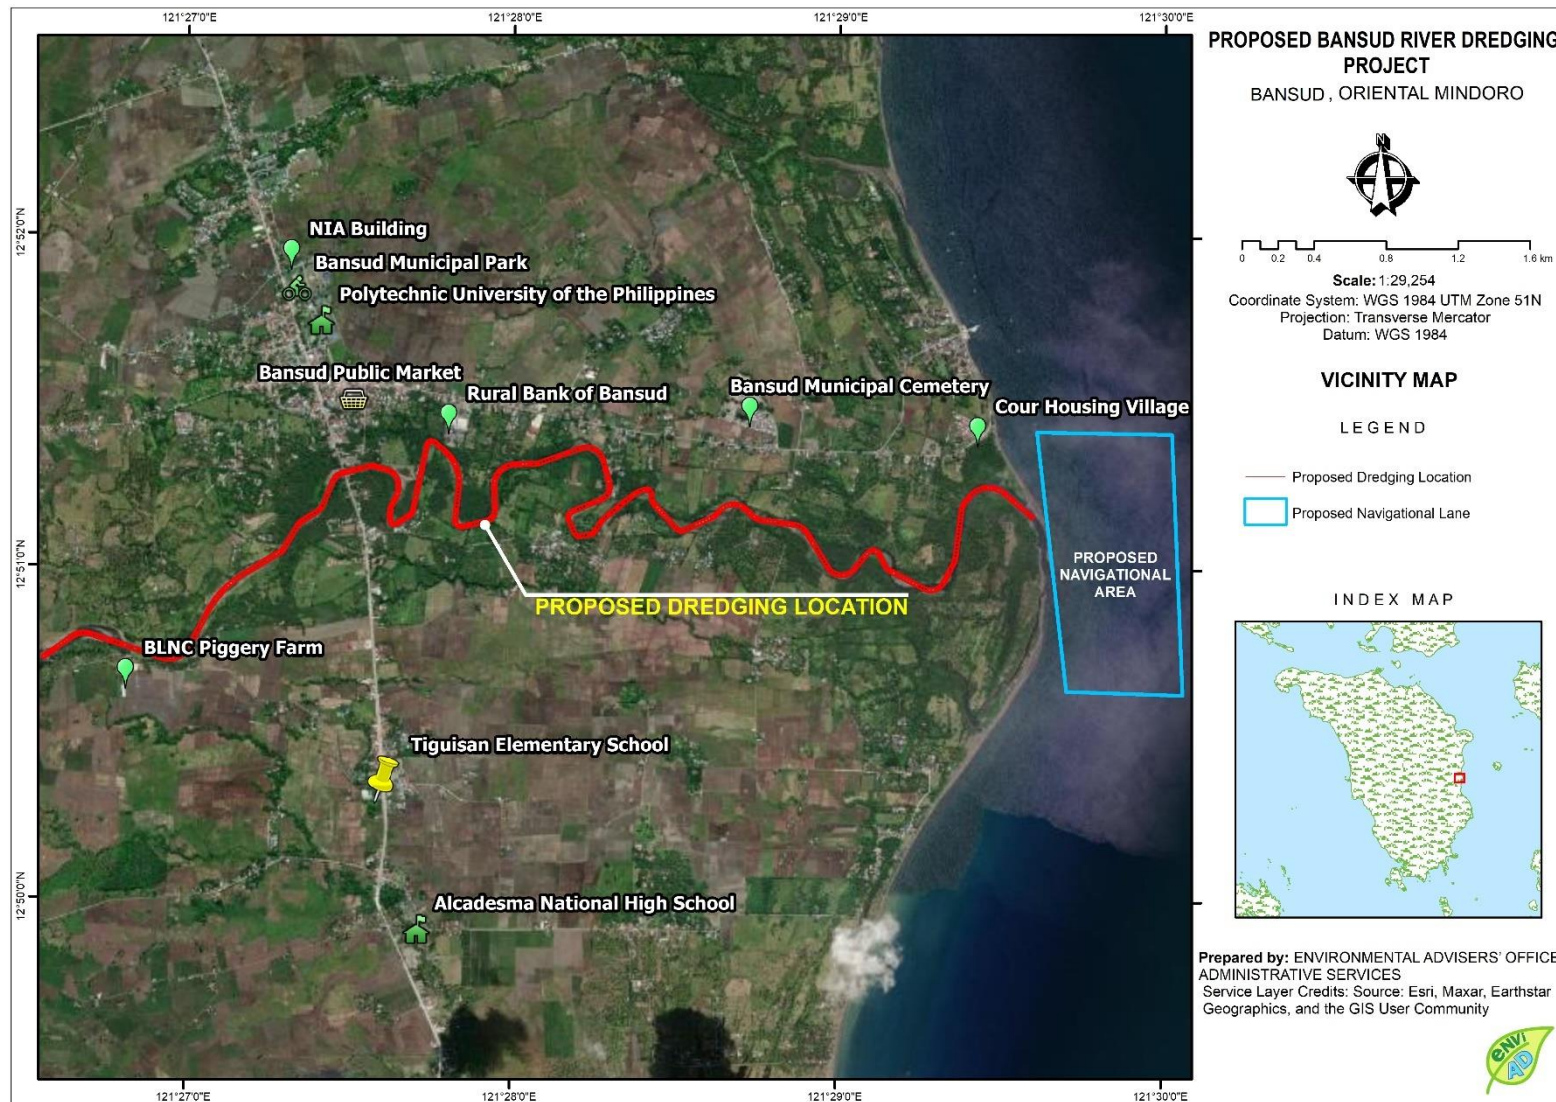 121°27'0"E
121°28'0"E
121°29'0"E
121°30'0"E
12°52'0"N
12°51'0"N
12°50'0"N
NIA Building
Bansud Municipal Park
Polytechnic University of the Philippines
Bansud Public Market
Rural Bank of Bansud
Bansud Municipal Cemetery
Cour Housing Village
PROPOSED
NAVIGATIONAL
AREA
PROPOSED DREDGING LOCATION
BLNC Piggery Farm
Tiguisan Elementary School
Alcadesma National High School
121°27'0"E
121°28'0"E
121°29'0"E
121°30'0"E
PROPOSED BANSUD RIVER DREDGING
PROJECT
BANSUD , ORIENTAL MINDORO
N
0 0.2 0.4 0.8 1.2 1.6 km
Scale: 1:29,254
Coordinate System: WGS 1984 UTM Zone 51N
Projection: Transverse Mercator
Datum: WGS 1984
VICINITY MAP
LEGEND
Proposed Dredging Location
Proposed Navigational Lane
INDEX MAP
Prepared by: ENVIRONMENTAL ADVISERS' OFFICE
ADMINISTRATIVE SERVICES
Service Layer Credits: Source: Esri, Maxar, Earthstar
Geographics, and the GIS User Community
eNVi
AD